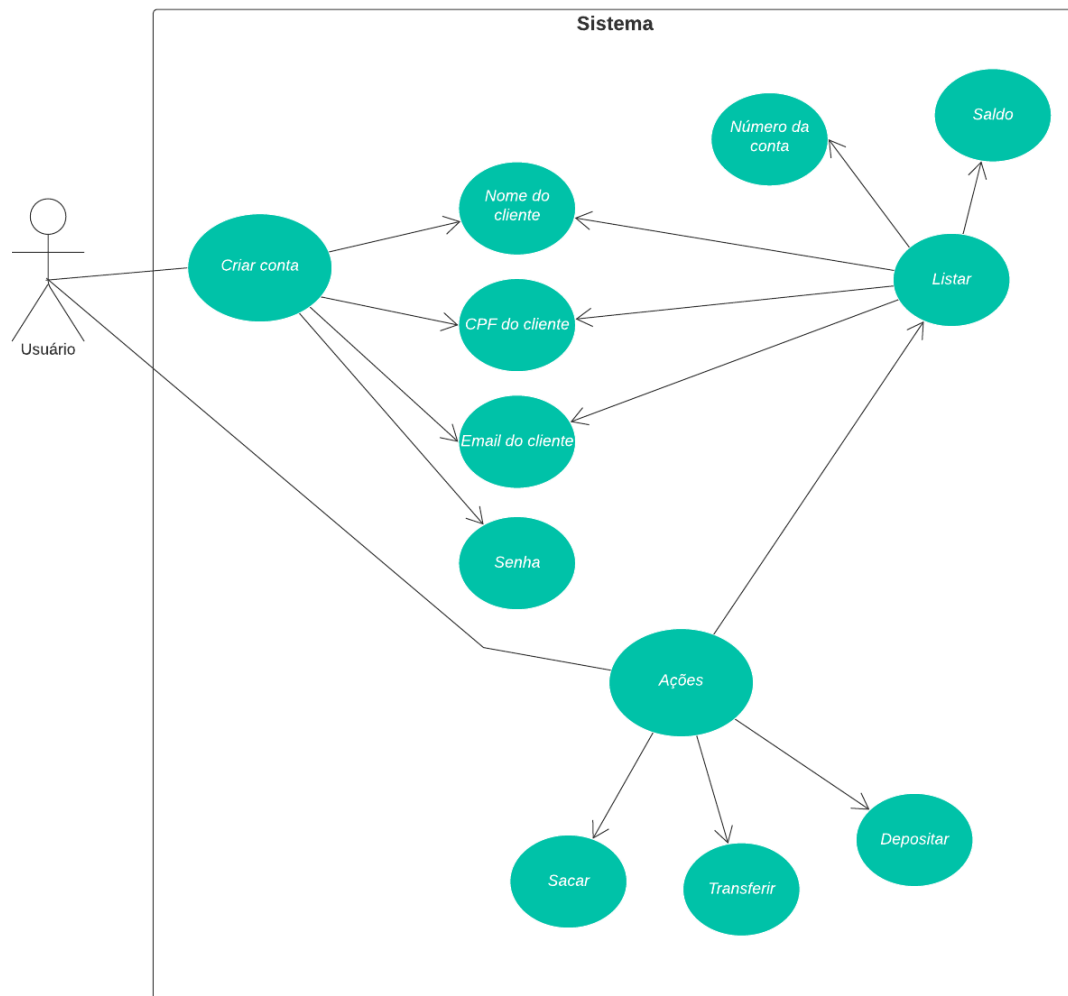 Sistema
Saldo
Número da
conta
Nome do
cliente
Criar conta
Listar
CPF do cliente
Usuário
Email do cliente
Senha
Ações
Depositar
Sacar
Transferir